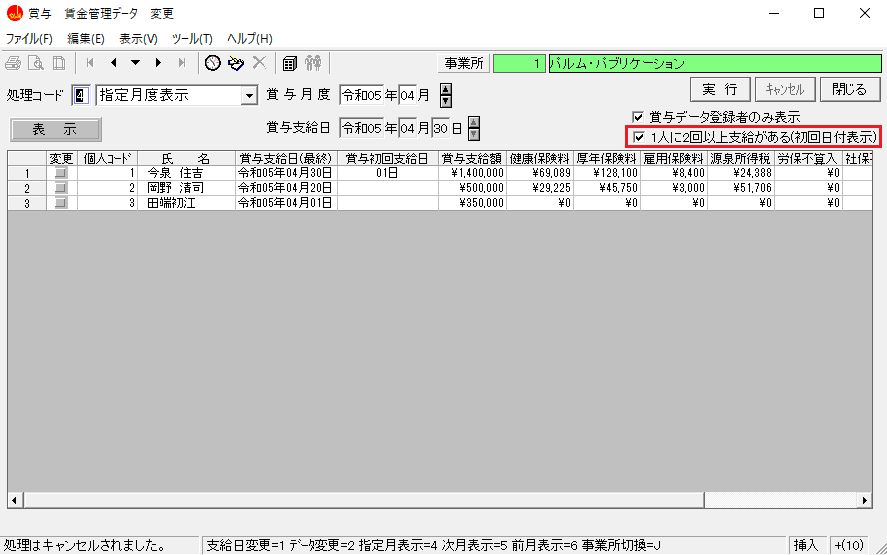 賞与　賃金管理データ　変更
ファイル(F)　編集(E)　表示(V)　ツール(T)　ヘルプ(H)
事業所　1　パルム・パブリケーション
処理コード　4　指定月度表示　賞与月度　令和05年04月　実 行　キャンセル　閉じる
賞与データ登録者のみ表示
表　示　賞与支給日　令和05年04月30日　1人に2回以上支給がある(初回日付表示)
変更　個人コード　氏　名　賞与支給日(最終)　賞与初回支給日　賞与支給額　健康保険料　厚年保険料　雇用保険料　源泉所得税　労保不算入　社保
1　1　今泉 住吉　令和05年04月30日　01日　¥1,400,000　¥69,089　¥128,100　¥8,400　¥24,388　¥0
2　2　岡野 清司　令和05年04月20日　¥500,000　¥29,225　¥45,750　¥3,000　¥51,706　¥0
3　3　田端初江　令和05年04月01日　¥350,000　¥0　¥0　¥0　¥0　¥0
処理はキャンセルされました。　支給日変更=1 データ変更=2 指定月表示=4 次月表示=5 前月表示=6 事業所切換=J　挿入　+(10)